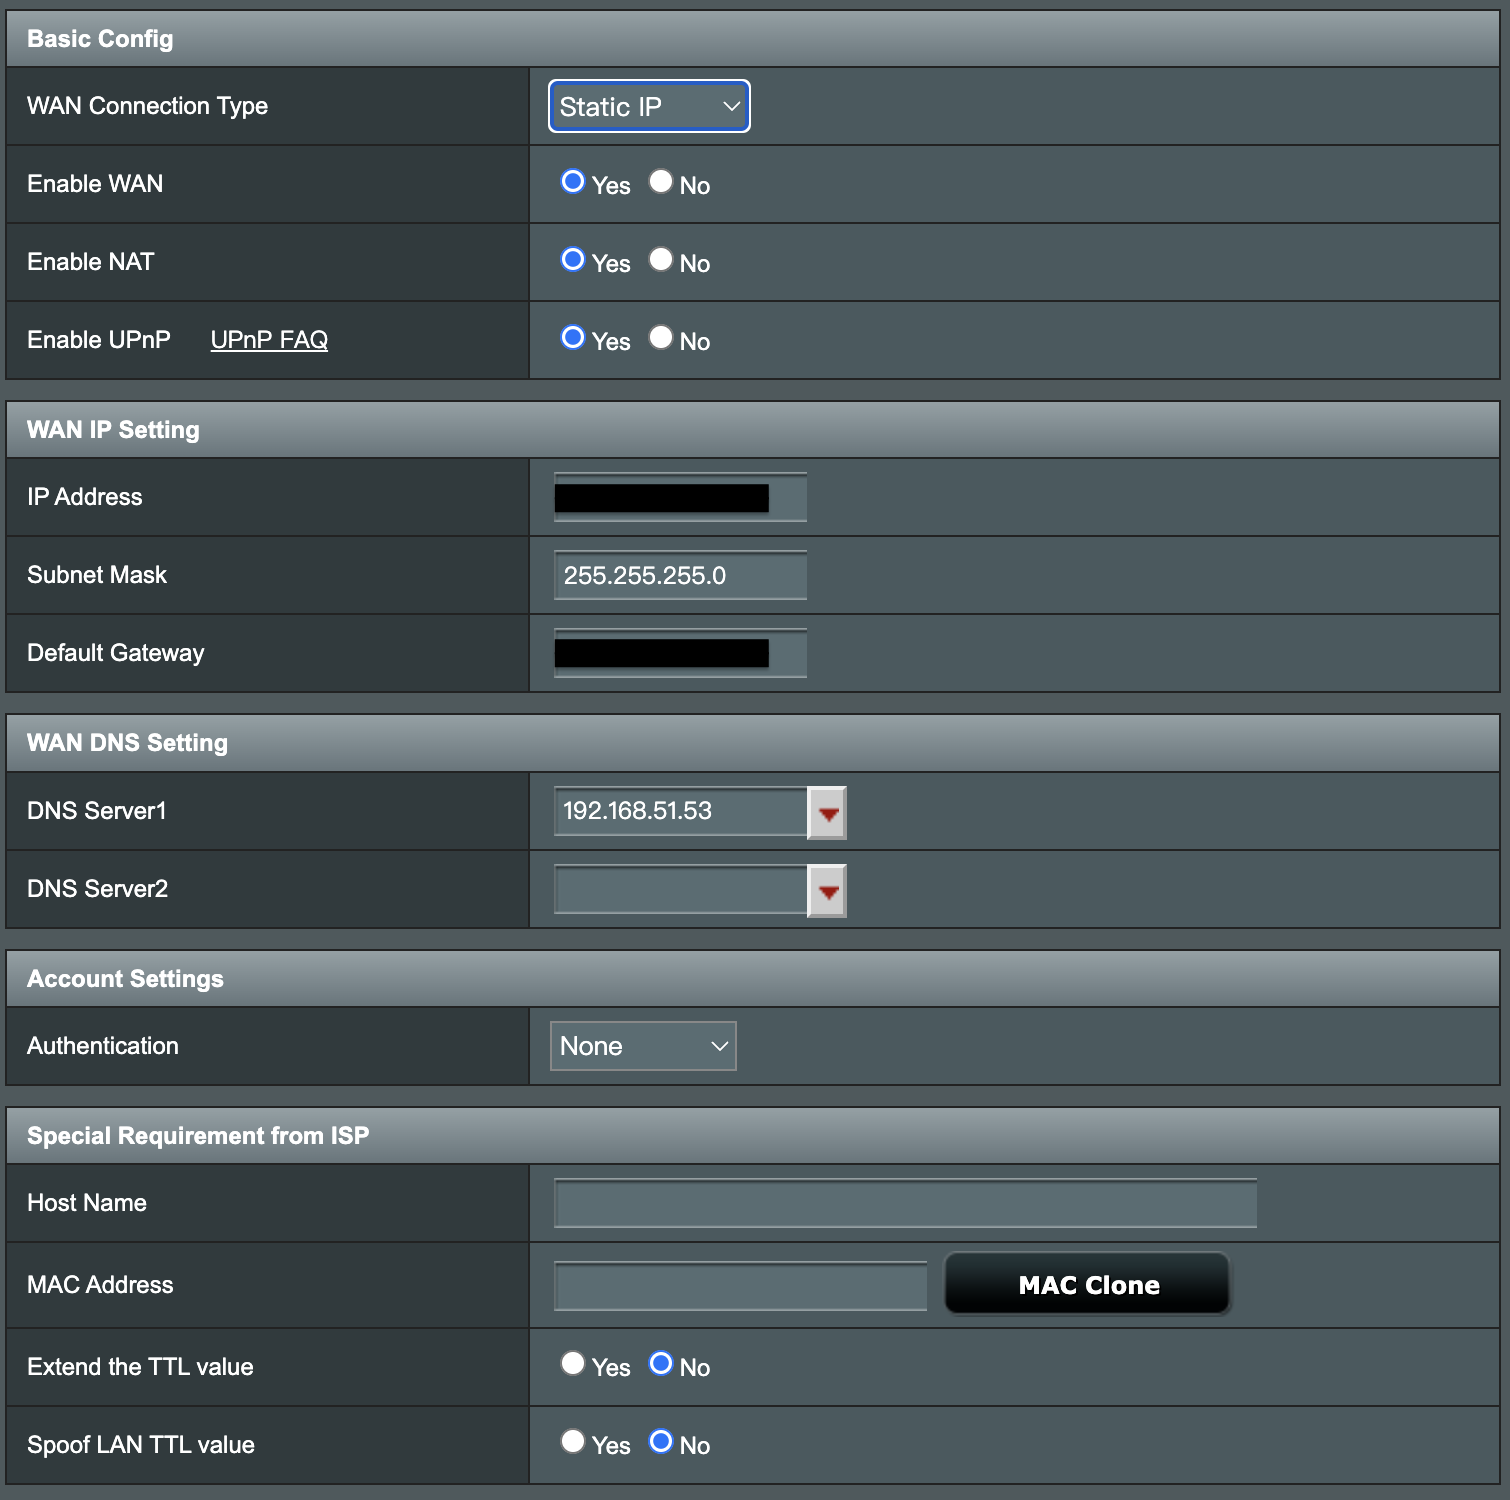 Basic Config
WAN Connection Type Static IP
Enable WAN Yes No
Enable NAT Yes No
Enable UPnP UPnP FAQ Yes No
WAN IP Setting
IP Address
Subnet Mask 255.255.255.0
Default Gateway
WAN DNS Setting
DNS Server1 192.168.51.53
DNS Server2
Account Settings
Authentication None
Special Requirement from ISP
Host Name
MAC Address MAC Clone
Extend the TTL value Yes No
Spoof LAN TTL value Yes No